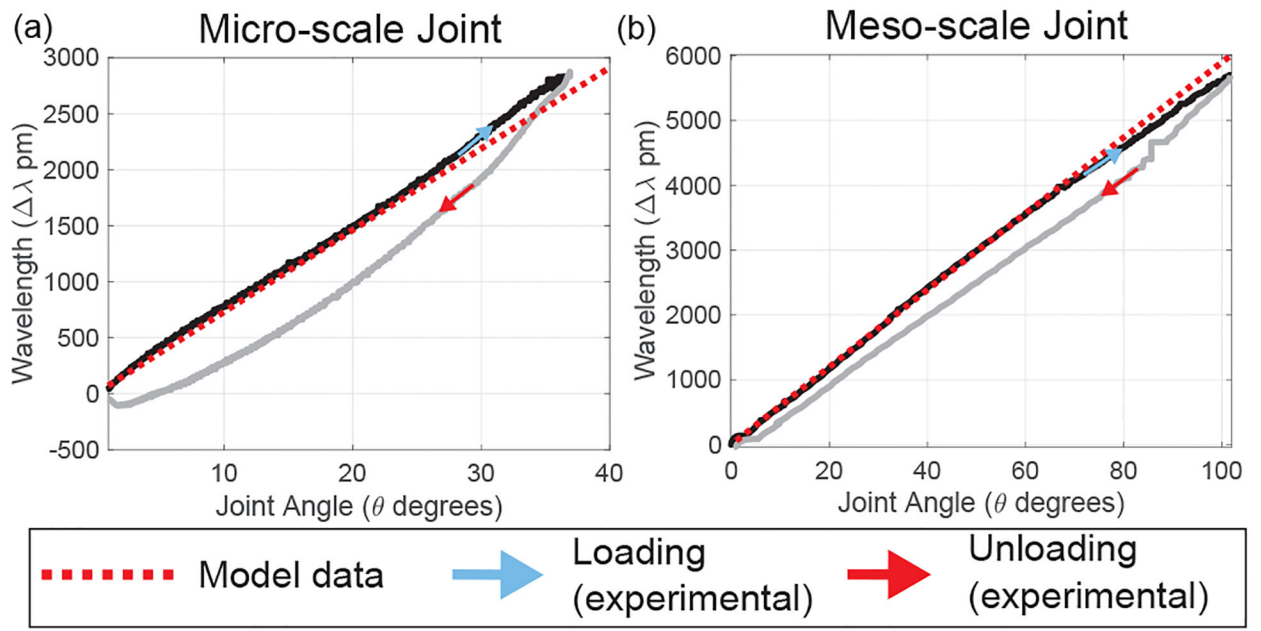 (a)
Micro-scale Joint
Wavelength (Δλ pm)
3000
2500
2000
1500
1000
500
0
-500
10 20 30 40
Joint Angle (θ degrees)
(b)
Meso-scale Joint
Wavelength (Δλ pm)
6000
5000
4000
3000
2000
1000
0
0 20 40 60 80 100
Joint Angle (θ degrees)
Model data
Loading
(experimental)
Unloading
(experimental)